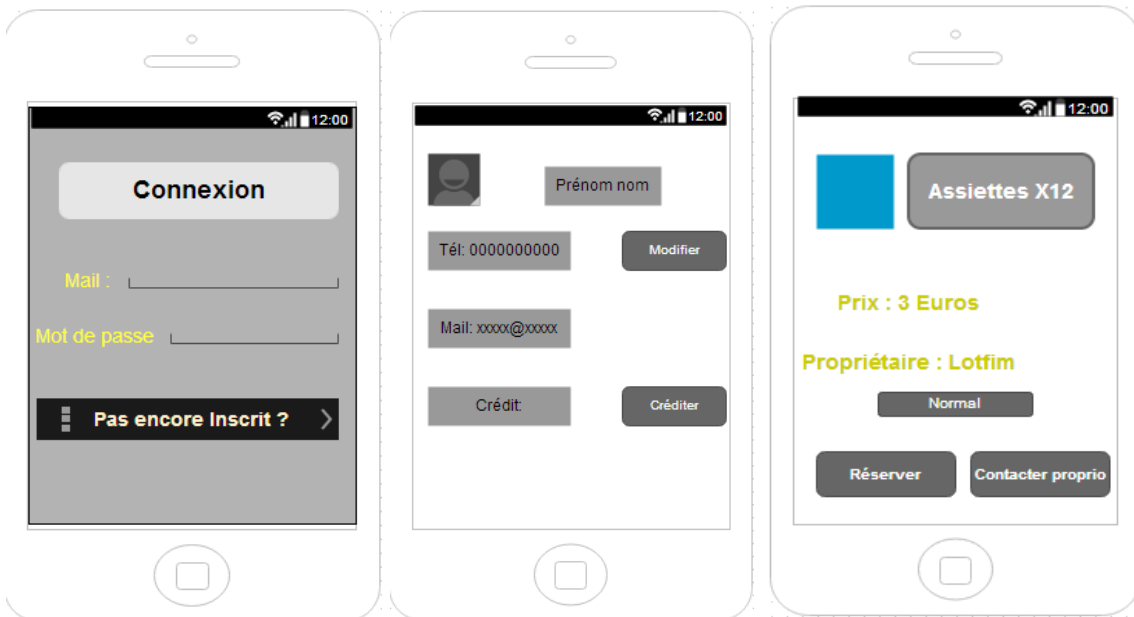 12:00
Connexion
Mail :
Mot de passe
Pas encore Inscrit ?
12:00
Prénom nom
Tél: 0000000000
Modifier
Mail: xxxxx@xxxxx
Crédit:
Créditer
12:00
Assiettes X12
Prix : 3 Euros
Propriétaire : Lotfim
Normal
Réserver
Contacter proprio